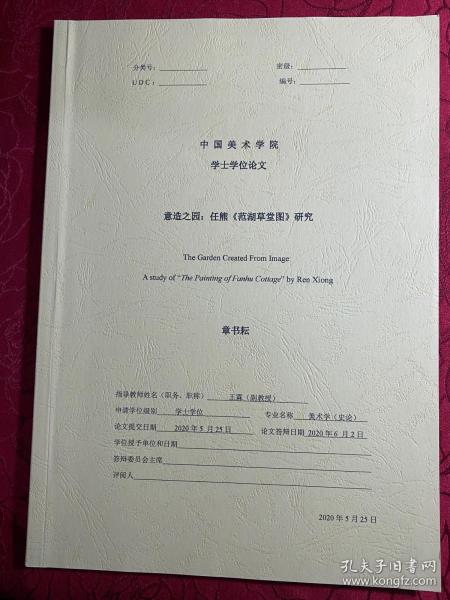 分类号： 密级：
UDC： 编号：
中国美术学院
学士学位论文
意造之园：任熊《范湖草堂图》研究
The Garden Created From Image
A study of "The Painting of Fanhu Cottage" by Ren Xiong
章书耘
指导教师姓名（职务、职称） 王霖（副教授）
申请学位级别 学士学位 专业名称 美术学（史论）
论文提交日期 2020年5月25日 论文答辩日期 2020年6月2日
学位授予单位和日期
答辩委员会主席
评阅人
2020年5月25日
孔夫子旧书网
www.kongfz.com